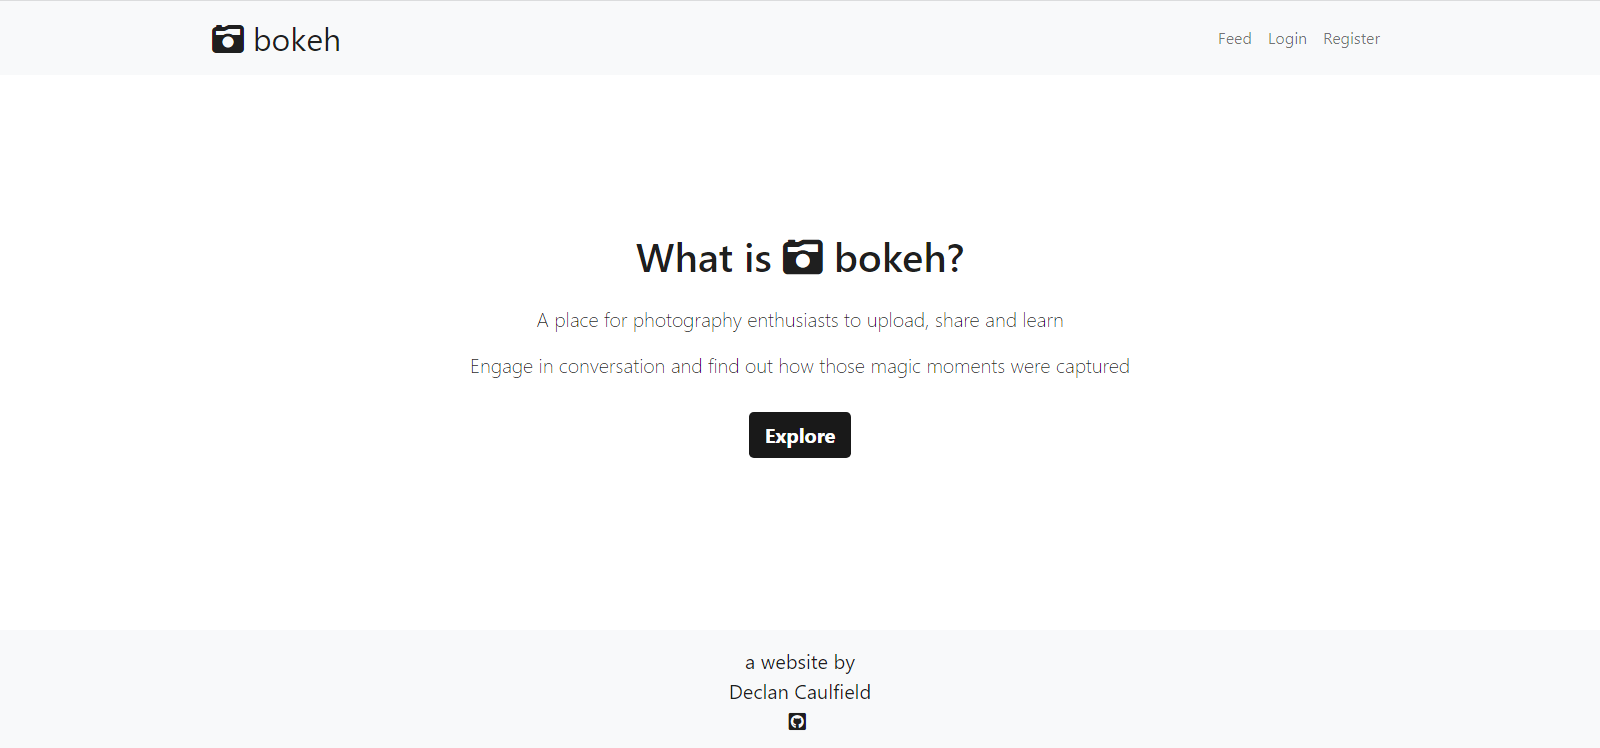 bokeh
Feed Login Register
What is bokeh?
A place for photography enthusiasts to upload, share and learn
Engage in conversation and find out how those magic moments were captured
Explore
a website by
Declan Caulfield